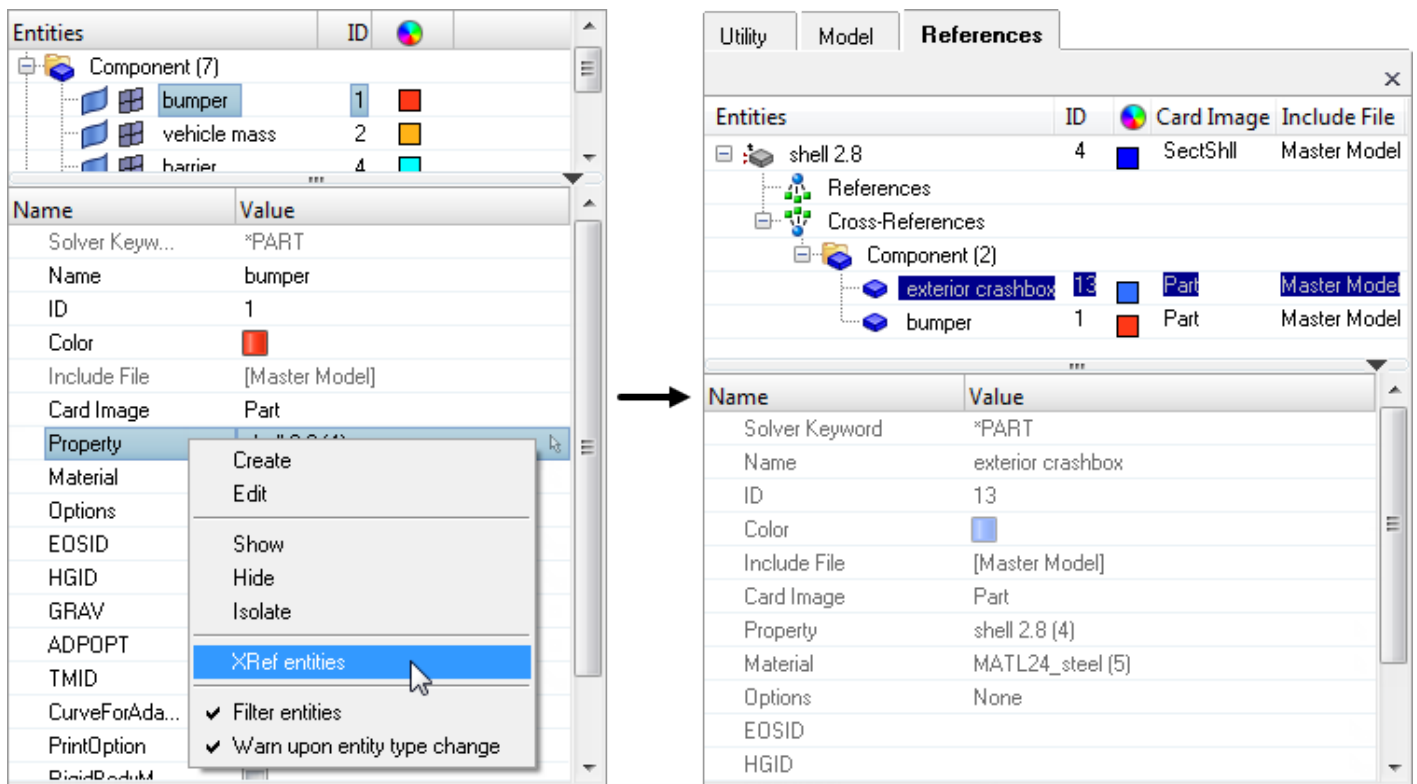 Entities ID
Component (7)
bumper 1
vehicle mass 2
barrier 4
Name Value
Solver Keyw... *PART
Name bumper
ID 1
Color
Include File [Master Model]
Card Image Part
Property shell 2.8 (4)
Material
Options
EOSID
HGID
GRAV
ADPOPT
TMID
CurveForAda...
PrintOption
Create
Edit
Show
Hide
Isolate
XRef entities
Filter entities
Warn upon entity type change
Utility Model References
Entities ID Card Image Include File
shell 2.8 4 SectShll Master Model
References
Cross-References
Component (2)
exterior crashbox 13 Part Master Model
bumper 1 Part Master Model
Name Value
Solver Keyword *PART
Name exterior crashbox
ID 13
Color
Include File [Master Model]
Card Image Part
Property shell 2.8 (4)
Material MATL24_steel (5)
Options None
EOSID
HGID